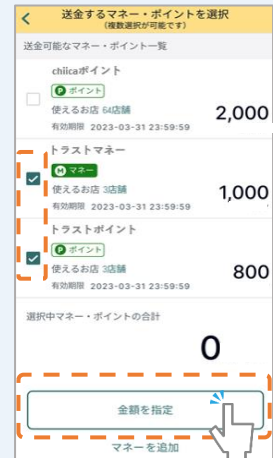 送金するマネー・ポイントを選択
(複数選択が可能です)
送金可能なマネー・ポイント一覧
chiicaポイント
P ポイント
使えるお店 64店舗
2,000
有効期限 2023-03-31 23:59:59
トラストマネー
M マネー
使えるお店 3店舗
1,000
有効期限 2023-03-31 23:59:59
トラストポイント
P ポイント
使えるお店 3店舗
800
有効期限 2023-03-31 23:59:59
選択中マネー・ポイントの合計
0
金額を指定
マネーを追加